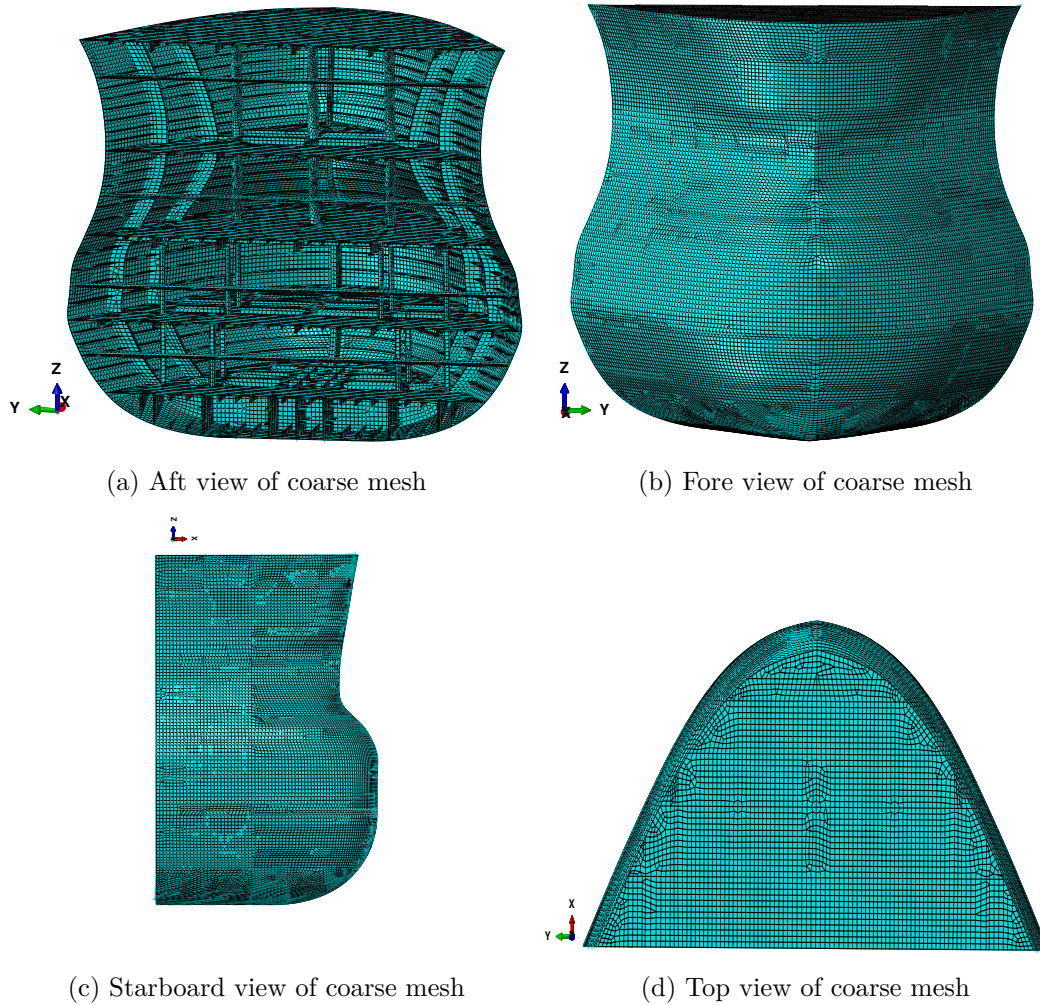 Z
Y
X
(a) Aft view of coarse mesh
Z
X
Y
(b) Fore view of coarse mesh
Z
X
(c) Starboard view of coarse mesh
X
Y
(d) Top view of coarse mesh